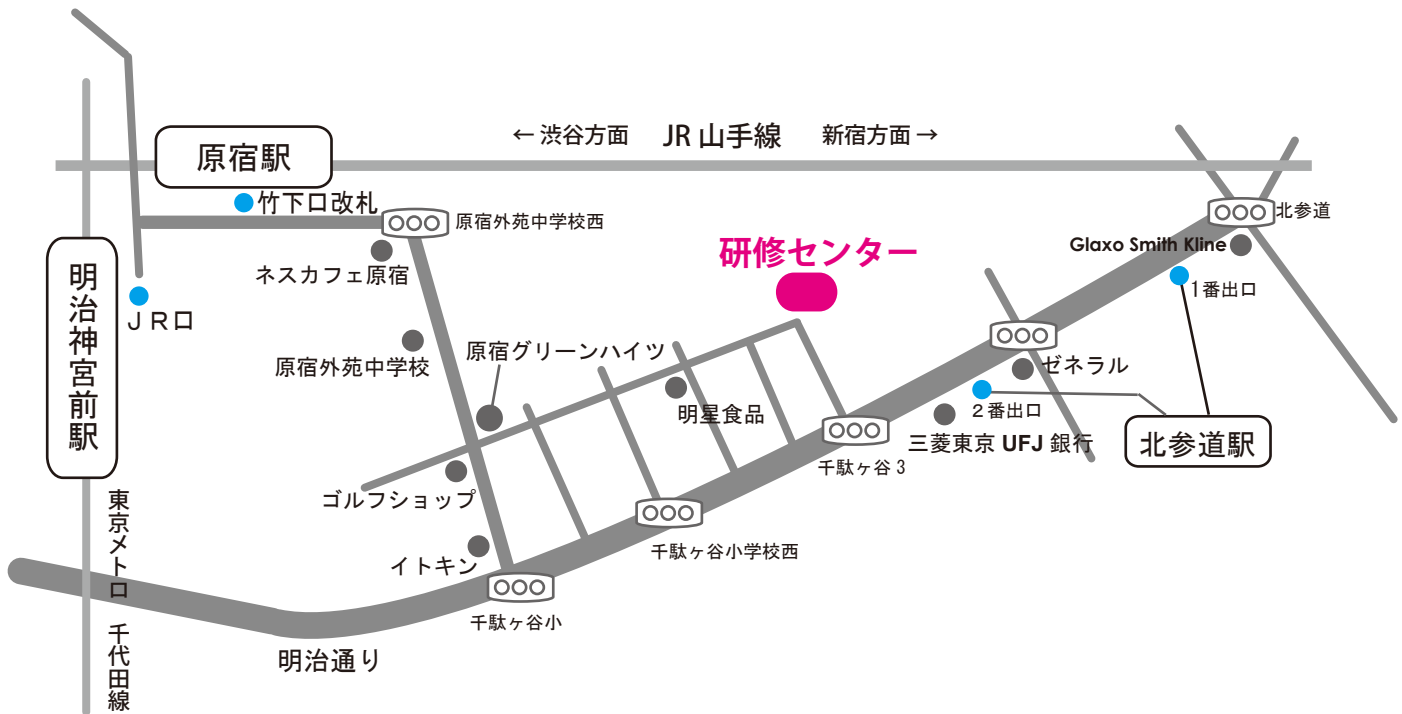 ← 渋谷方面 JR 山手線 新宿方面 →
原宿駅
竹下口改札
原宿外苑中学校西
北参道
ネスカフェ原宿
研修センター
Glaxo Smith Kline
1番出口
明治神宮前駅
ＪＲ口
原宿外苑中学校
原宿グリーンハイツ
ゼネラル
明星食品
2番出口
三菱東京 UFJ 銀行
北参道駅
千駄ヶ谷 3
ゴルフショップ
東京メトロ 千代田線
千駄ヶ谷小学校西
イトキン
千駄ヶ谷小
明治通り